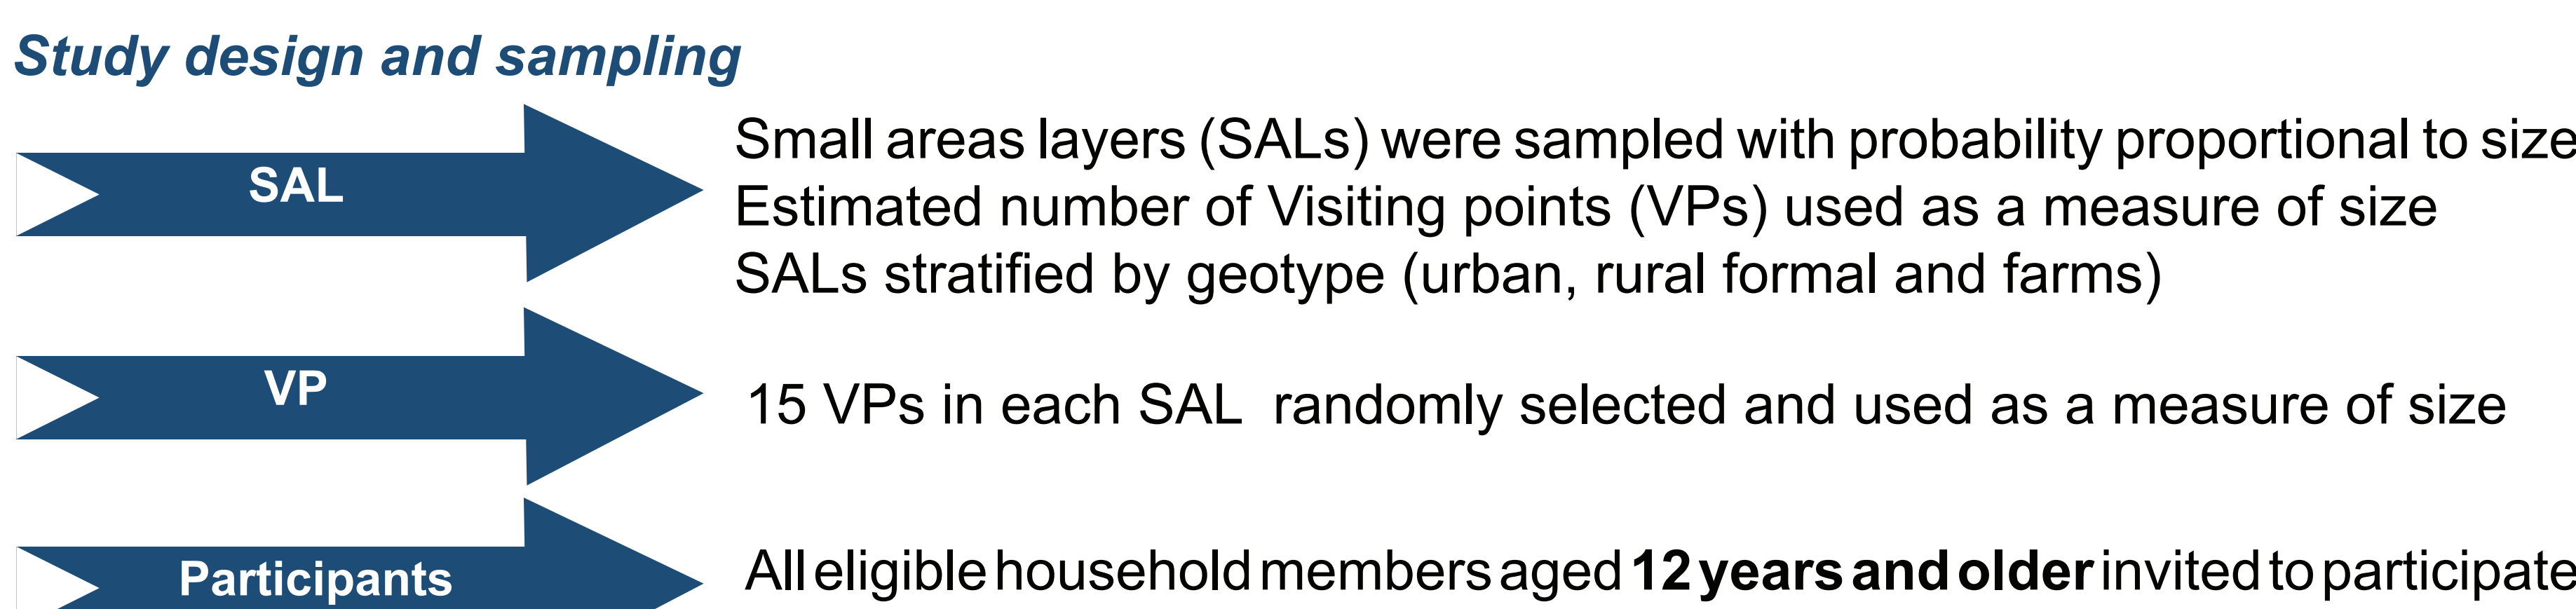 Study design and sampling
SAL
Small areas layers (SALs) were sampled with probability proportional to size
Estimated number of Visiting points (VPs) used as a measure of size
SALs stratified by geotype (urban, rural formal and farms)
VP
15 VPs in each SAL randomly selected and used as a measure of size
Participants
All eligible household members aged 12 years and older invited to participate